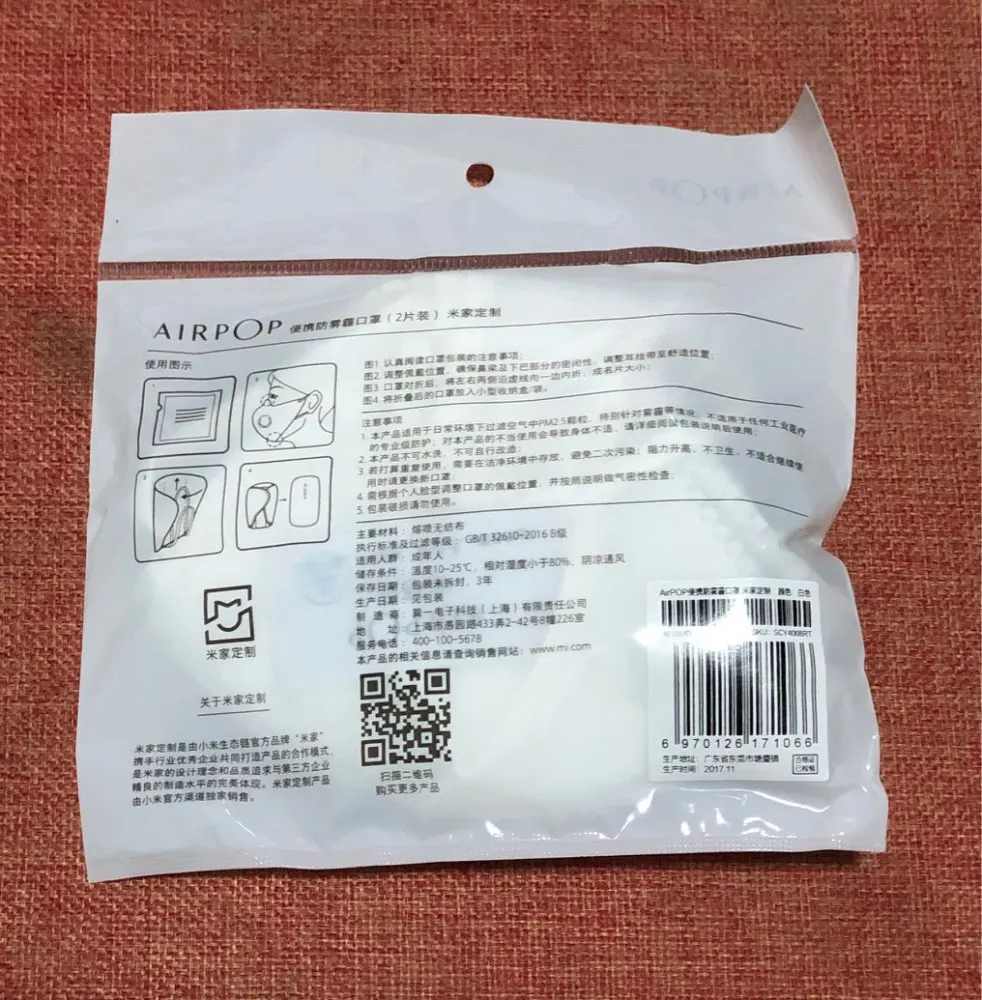 AIRPOP
AIRPOP 便携防雾霾口罩（2片装） 米家定制
使用图示
图1. 认真阅读口罩包装的注意事项；
图2. 调整佩戴位置，确保鼻梁及下巴部分的密闭性，调整耳挂带至舒适位置；
图3. 口罩对折后，将左右两侧沿虚线向一边内折，成名片大小；
图4. 将折叠后的口罩放入小型收纳盒/袋。
注意事项
1. 本产品适用于日常环境下过滤空气中PM2.5颗粒，特别针对雾霾等情况，不适用于任何工业医疗
的专业级防护；对本产品的不当使用会导致身体不适，请详细阅读包装说明后使用；
2. 本产品不可水洗，不可自行改造；
3. 若打算重复使用，需要在洁净环境中存放，避免二次污染；阻力升高、不卫生、不适合继续使
用时请更换新口罩；
4. 需根据个人脸型调整口罩的佩戴位置，并按照说明做气密性检查；
5. 包装破损请勿使用。
1
2
3
4
主要材料：熔喷无纺布
执行标准及过滤等级：GB/T 32610-2016 B级
适用人群：成年人
储存条件：温度10~25℃，相对湿度小于80%，阴凉通风
保存日期：包装未拆封，3年
生产日期：见包装
制 造 商：翼一电子科技（上海）有限责任公司
地 址：上海市愚园路433弄2-42号8幢226室
服务电话：400-100-5678
本产品的相关信息请查询销售网站：www.mi.com
米家定制
关于米家定制
米家定制是由小米生态链官方品牌“米家”
携手行业优秀企业共同打造产品的合作模式，
是米家的设计理念和品质追求与第三方企业
精良的制造水平的完美体现。米家定制产品
由小米官方渠道独家销售。
扫描二维码
购买更多产品
AirPOP便携防雾霾口罩 米家定制 颜色：白色
SKU: SCY4008RT
6 970126 171066
生产地址：广东省东莞市塘厦镇
生产时间：2017.11
合格证
已检验